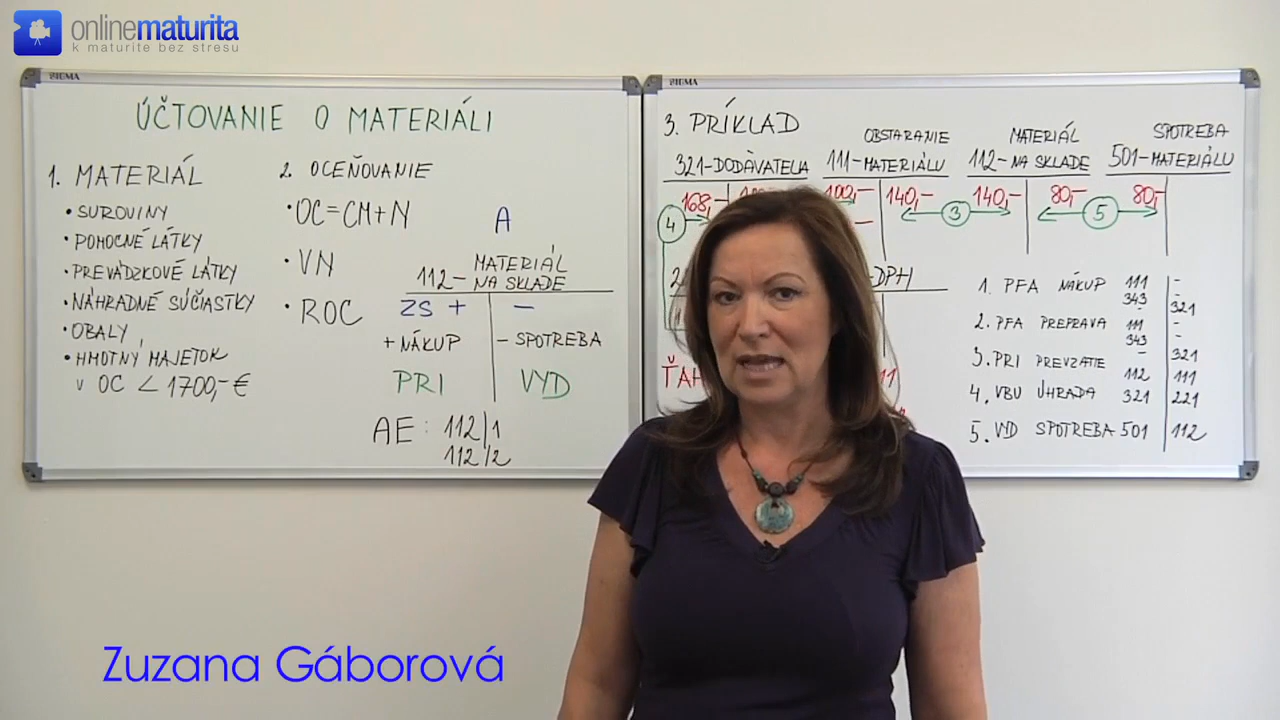 onlinematurita
k maturite bez stresu
SIGMA
SIGMA
ÚČTOVANIE O MATERIÁLI
1. MATERIÁL
• SUROVINY
• POMOCNÉ LÁTKY
• PREVÁDZKOVÉ LÁTKY
• NÁHRADNÉ SÚČIASTKY
• OBALY
• HMOTNÝ MAJETOK
V OC < 1700,- €
2. OCEŇOVANIE
• OC = CM + N
• VN
• ROC
A
112 - MATERIÁL
NA SKLADE
ZS + -
+ NÁKUP - SPOTREBA
PRI VYD
AE: 112/1
112/2
3. PRÍKLAD
321 - DODÁVATELIA
OBSTARANIE
111 - MATERIÁLU
MATERIÁL
112 - NA SKLADE
SPOTREBA
501 - MATERIÁLU
168,- 140,- 140,- 80,- 80,-
4 3 5
DPH
1. PFA NÁKUP 111 -
343 -
321
2. PFA PREPRAVA 111 -
343 -
- 321
3. PRI PREVZATIE 112 111
4. VBU ÚHRADA 321 221
5. VYD SPOTREBA 501 112
Zuzana Gáborová